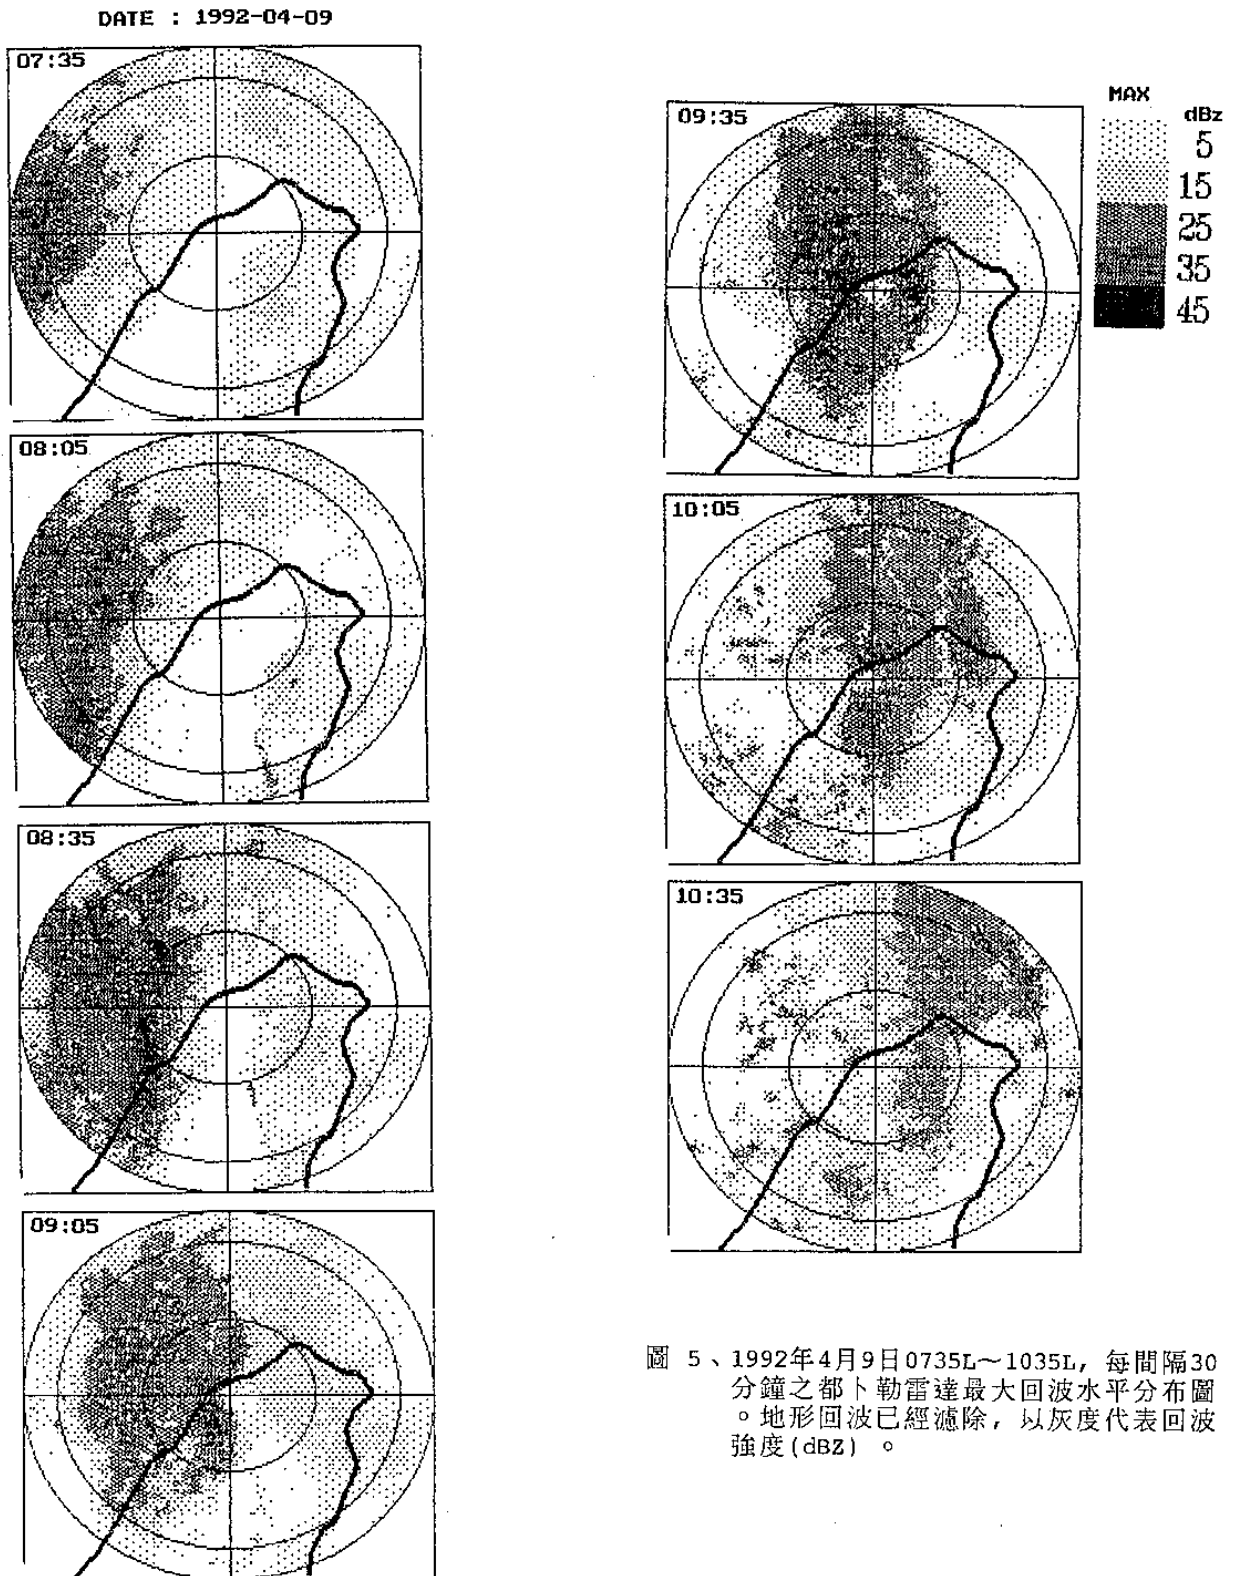 DATE : 1992-04-09
07:35
08:05
08:35
09:05
09:35
10:05
10:35
MAX
dBz
5
15
25
35
45
圖 5、1992年4月9日0735L～1035L, 每間隔30
分鐘之都卜勒雷達最大回波水平分布圖
。地形回波已經濾除, 以灰度代表回波
強度(dBZ) 。